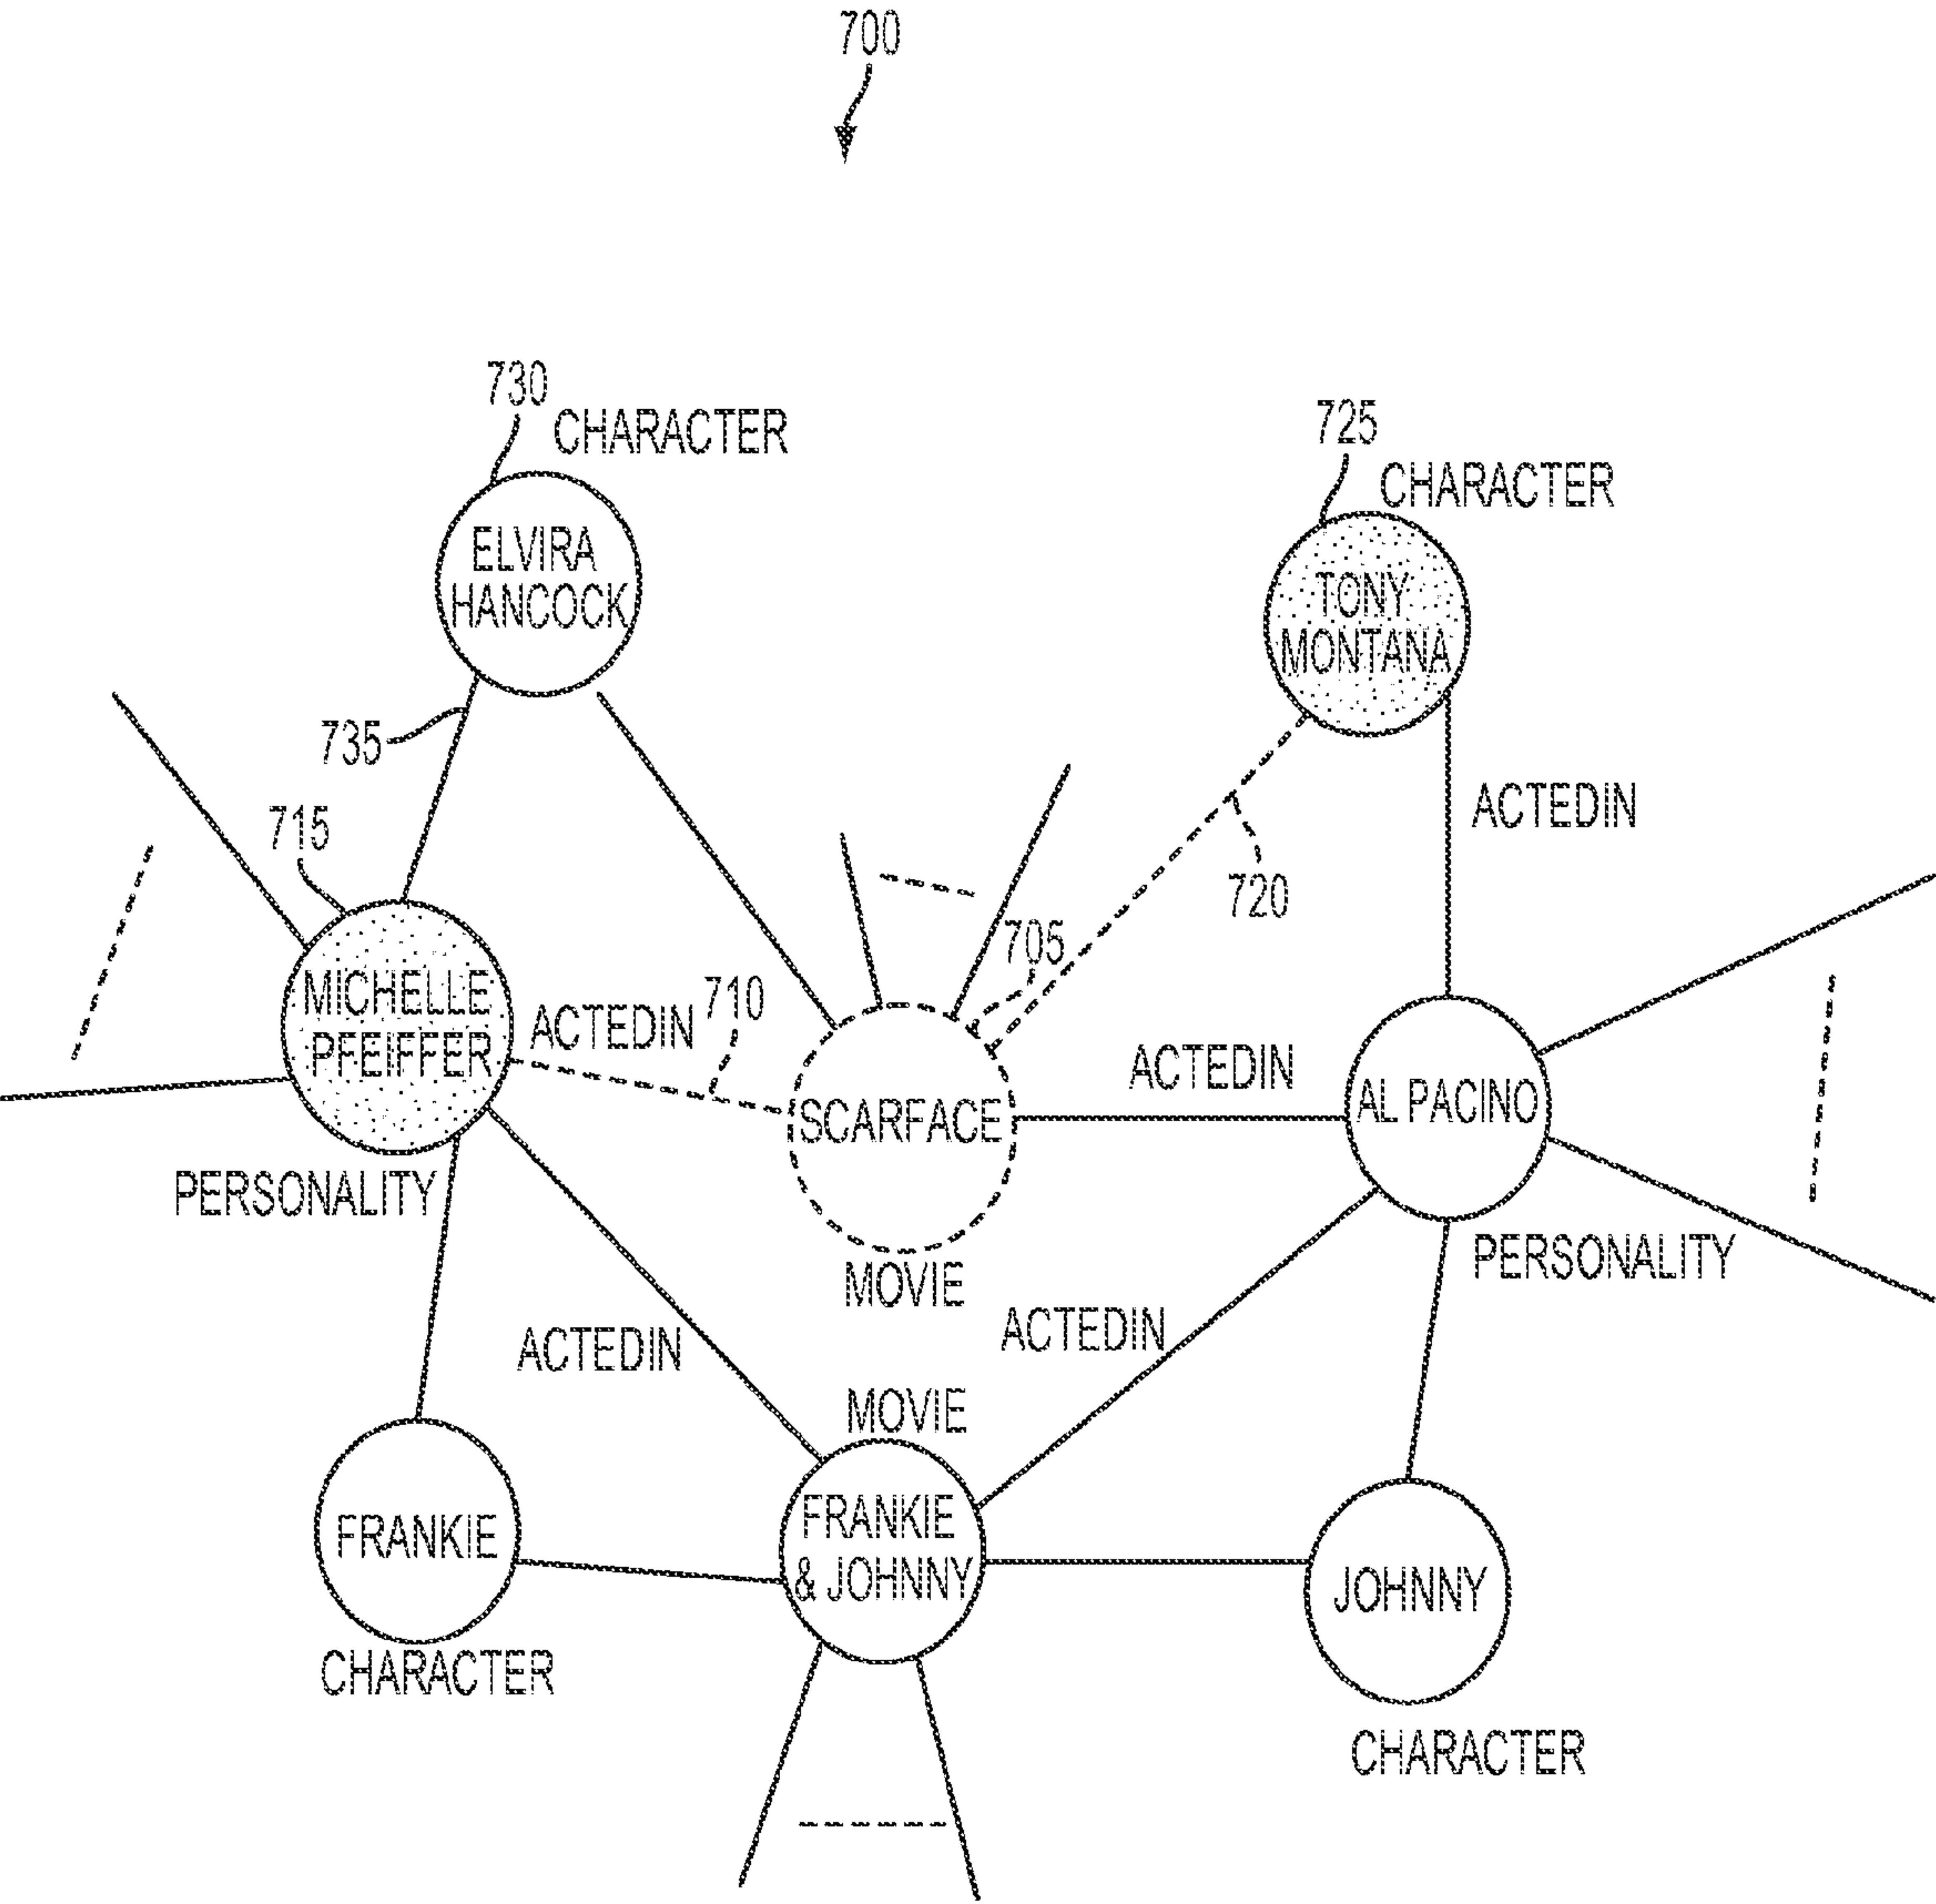 700
730
CHARACTER
725
CHARACTER
ELVIRA
HANCOCK
TONY
MONTANA
735
715
ACTEDIN
720
705
MICHELLE
PFEIFFER
ACTEDIN
710
ACTEDIN
SCARFACE
AL PACINO
PERSONALITY
MOVIE
PERSONALITY
ACTEDIN
ACTEDIN
MOVIE
FRANKIE
FRANKIE
& JOHNNY
JOHNNY
CHARACTER
CHARACTER